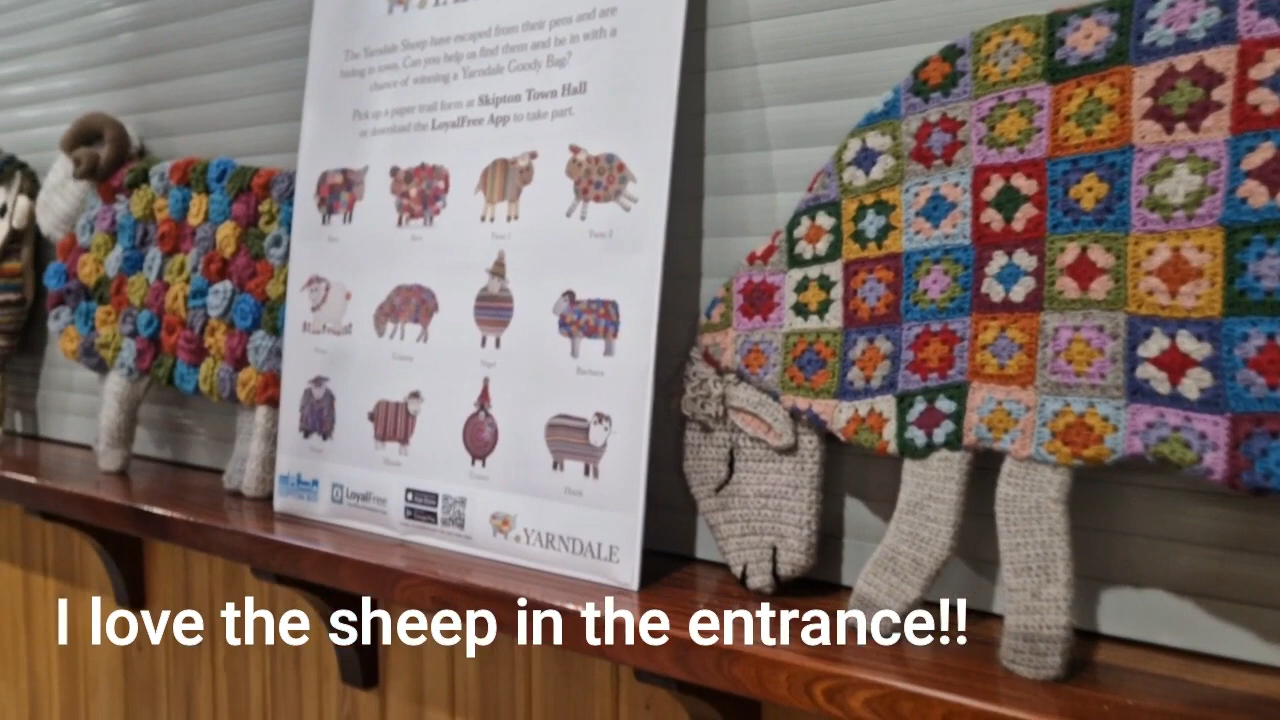 The Yarndale Sheep have escaped from their pens and are
hiding in town. Can you help us find them and be in with a
chance of winning a Yarndale Goody Bag?
Pick up a paper trail form at Skipton Town Hall
or download the LoyalFree App to take part.
Barbara
LoyalFree
YARNDALE
I love the sheep in the entrance!!